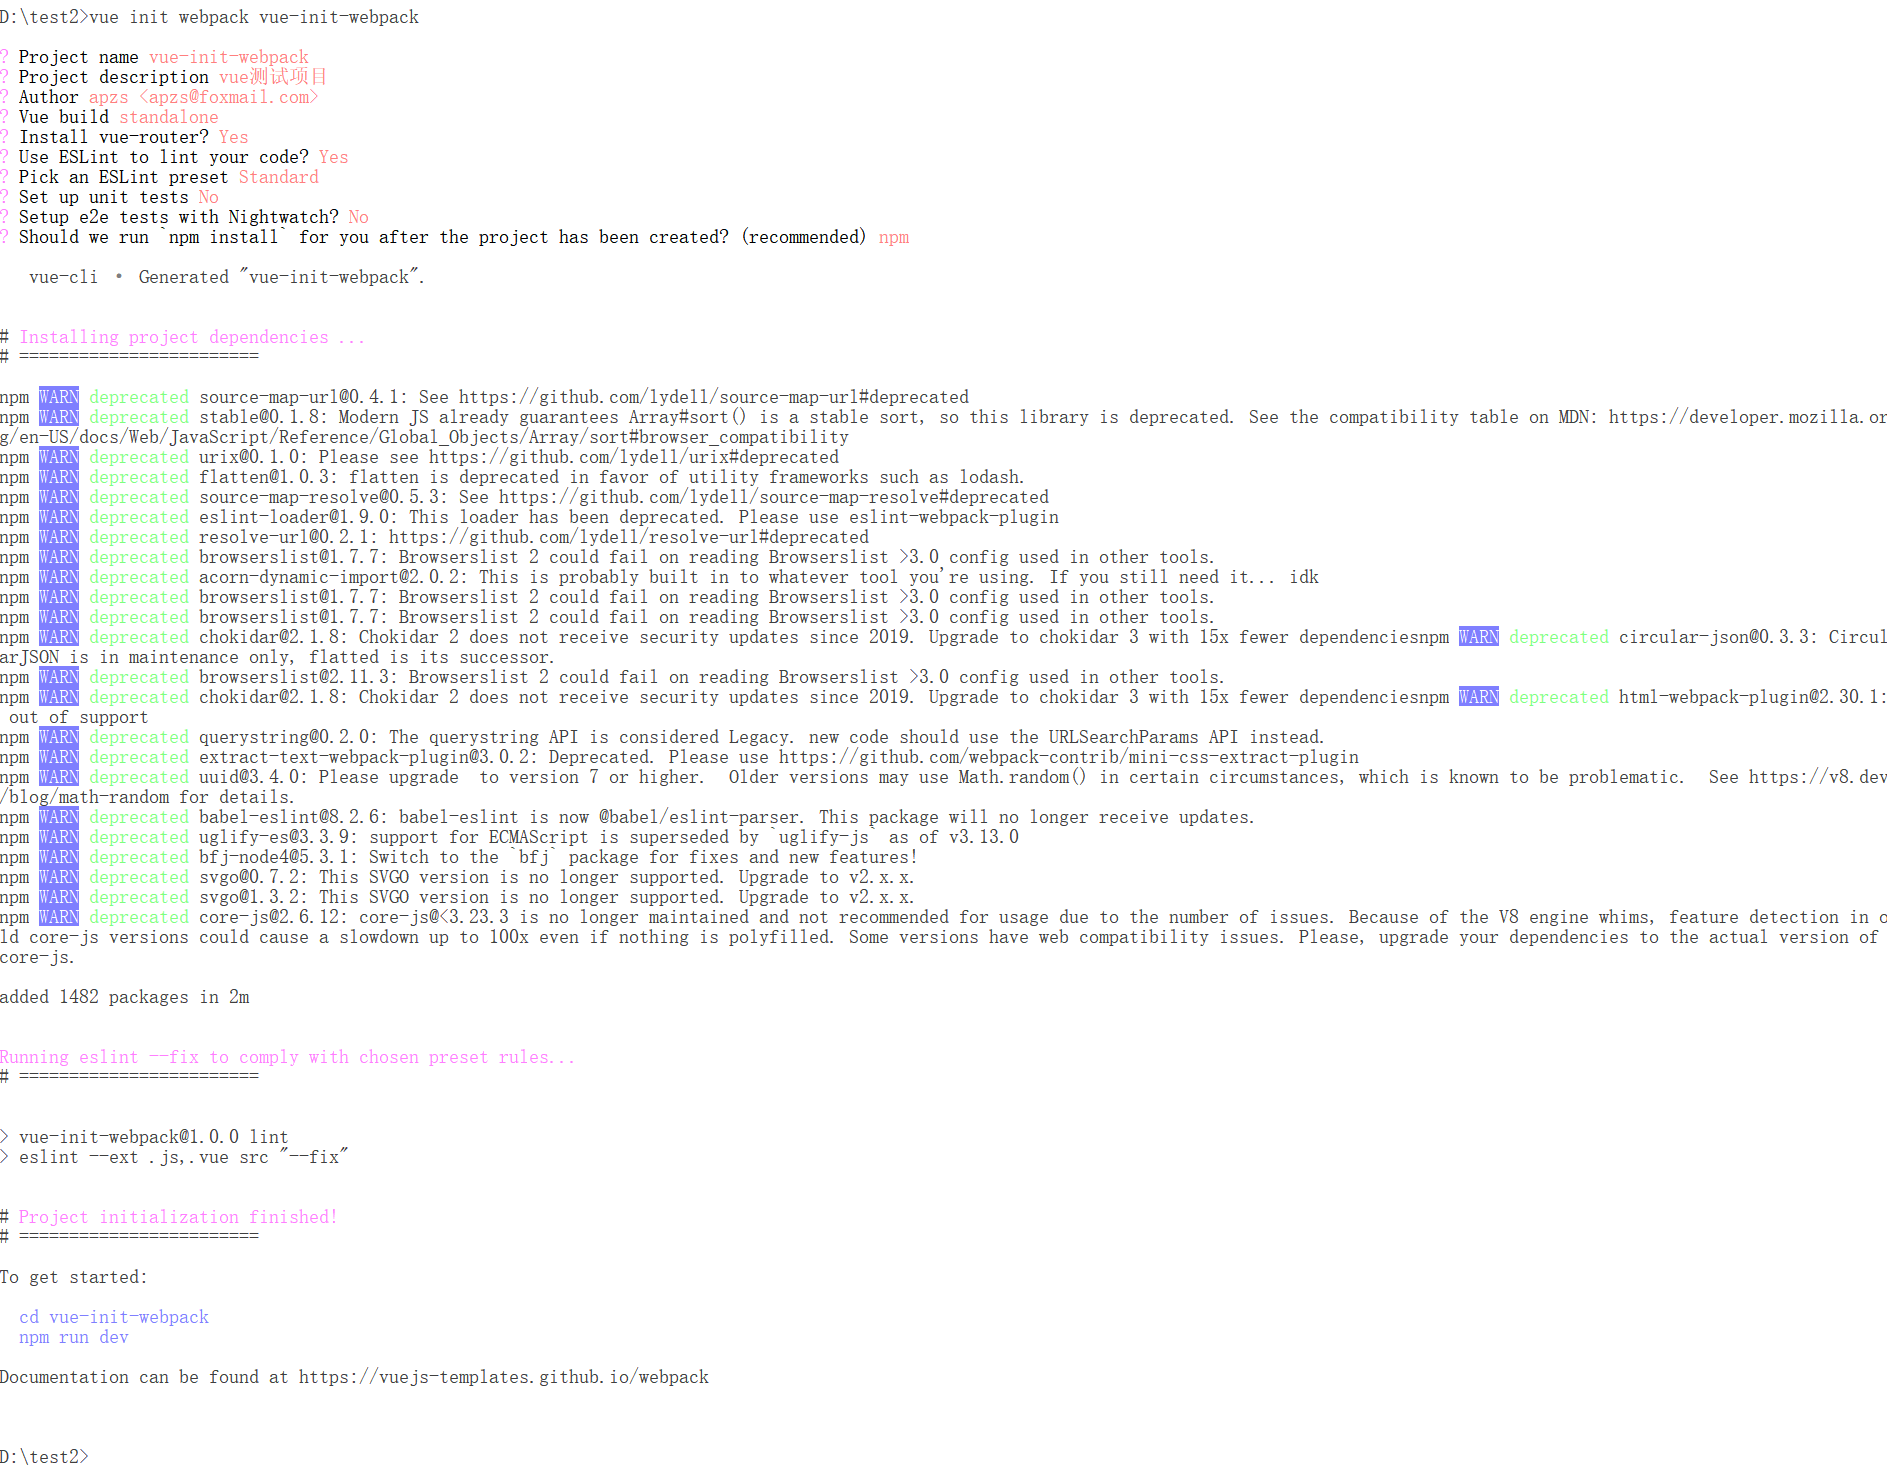 D:\test2>vue init webpack vue-init-webpack
? Project name vue-init-webpack
? Project description vue测试项目
? Author apzs <apzs@foxmail.com>
? Vue build standalone
? Install vue-router? Yes
? Use ESLint to lint your code? Yes
? Pick an ESLint preset Standard
? Set up unit tests No
? Setup e2e tests with Nightwatch? No
? Should we run `npm install` for you after the project has been created? (recommended) npm
vue-cli · Generated "vue-init-webpack".
# Installing project dependencies ...
# ========================
npm WARN deprecated source-map-url@0.4.1: See https://github.com/lydell/source-map-url#deprecated
npm WARN deprecated stable@0.1.8: Modern JS already guarantees Array#sort() is a stable sort, so this library is deprecated. See the compatibility table on MDN: https://developer.mozilla.or
g/en-US/docs/Web/JavaScript/Reference/Global_Objects/Array/sort#browser_compatibility
npm WARN deprecated urix@0.1.0: Please see https://github.com/lydell/urix#deprecated
npm WARN deprecated flatten@1.0.3: flatten is deprecated in favor of utility frameworks such as lodash.
npm WARN deprecated source-map-resolve@0.5.3: See https://github.com/lydell/source-map-resolve#deprecated
npm WARN deprecated eslint-loader@1.9.0: This loader has been deprecated. Please use eslint-webpack-plugin
npm WARN deprecated resolve-url@0.2.1: https://github.com/lydell/resolve-url#deprecated
npm WARN deprecated browserslist@1.7.7: Browserslist 2 could fail on reading Browserslist >3.0 config used in other tools.
npm WARN deprecated acorn-dynamic-import@2.0.2: This is probably built in to whatever tool you're using. If you still need it... idk
npm WARN deprecated browserslist@1.7.7: Browserslist 2 could fail on reading Browserslist >3.0 config used in other tools.
npm WARN deprecated browserslist@1.7.7: Browserslist 2 could fail on reading Browserslist >3.0 config used in other tools.
npm WARN deprecated chokidar@2.1.8: Chokidar 2 does not receive security updates since 2019. Upgrade to chokidar 3 with 15x fewer dependenciesnpm WARN deprecated circular-json@0.3.3: Circul
arJSON is in maintenance only, flatted is its successor.
npm WARN deprecated browserslist@2.11.3: Browserslist 2 could fail on reading Browserslist >3.0 config used in other tools.
npm WARN deprecated chokidar@2.1.8: Chokidar 2 does not receive security updates since 2019. Upgrade to chokidar 3 with 15x fewer dependenciesnpm WARN deprecated html-webpack-plugin@2.30.1:
out of support
npm WARN deprecated querystring@0.2.0: The querystring API is considered Legacy. new code should use the URLSearchParams API instead.
npm WARN deprecated extract-text-webpack-plugin@3.0.2: Deprecated. Please use https://github.com/webpack-contrib/mini-css-extract-plugin
npm WARN deprecated uuid@3.4.0: Please upgrade  to version 7 or higher.  Older versions may use Math.random() in certain circumstances, which is known to be problematic.  See https://v8.dev
/blog/math-random for details.
npm WARN deprecated babel-eslint@8.2.6: babel-eslint is now @babel/eslint-parser. This package will no longer receive updates.
npm WARN deprecated uglify-es@3.3.9: support for ECMAScript is superseded by `uglify-js` as of v3.13.0
npm WARN deprecated bfj-node4@5.3.1: Switch to the `bfj` package for fixes and new features!
npm WARN deprecated svgo@0.7.2: This SVGO version is no longer supported. Upgrade to v2.x.x.
npm WARN deprecated svgo@1.3.2: This SVGO version is no longer supported. Upgrade to v2.x.x.
npm WARN deprecated core-js@2.6.12: core-js@<3.23.3 is no longer maintained and not recommended for usage due to the number of issues. Because of the V8 engine whims, feature detection in o
ld core-js versions could cause a slowdown up to 100x even if nothing is polyfilled. Some versions have web compatibility issues. Please, upgrade your dependencies to the actual version of
core-js.
added 1482 packages in 2m
Running eslint --fix to comply with chosen preset rules...
# ========================
> vue-init-webpack@1.0.0 lint
> eslint --ext .js,.vue src "--fix"
# Project initialization finished!
# ========================
To get started:
cd vue-init-webpack
npm run dev
Documentation can be found at https://vuejs-templates.github.io/webpack
D:\test2>